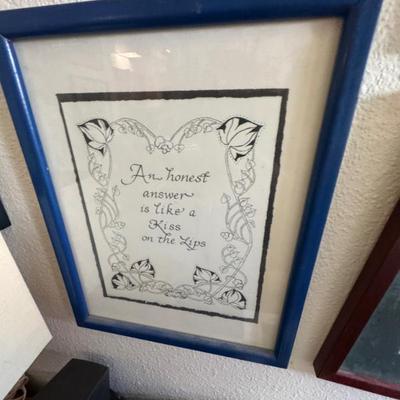 An honest
answer
is like a
Kiss
on the Lips